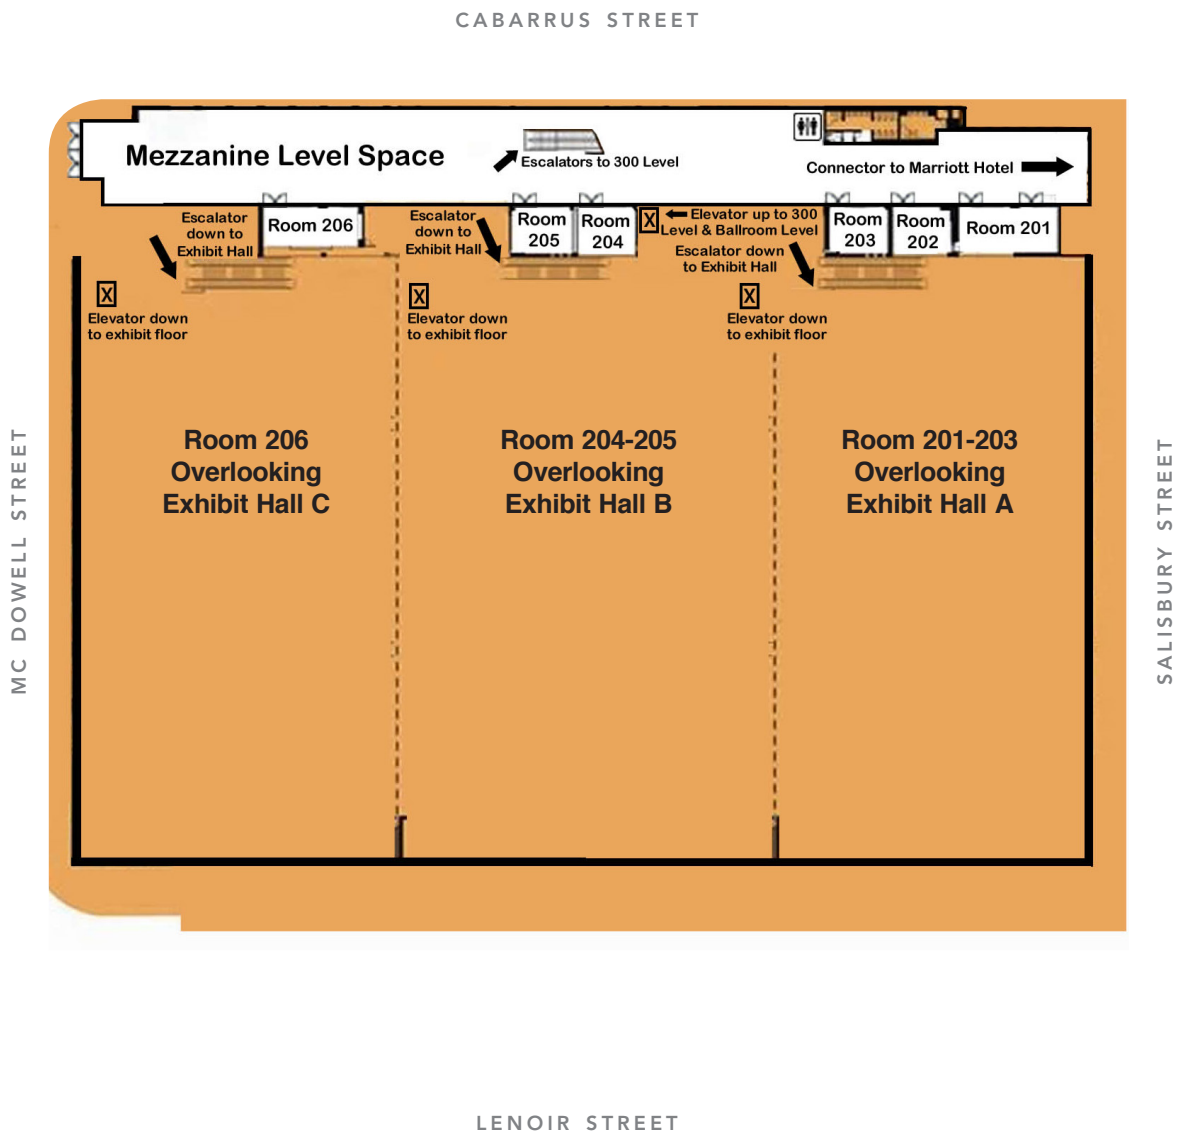 CABARRUS STREET
Mezzanine Level Space
Escalators to 300 Level
Connector to Marriott Hotel
Escalator
down to
Exhibit Hall
Room 206
Escalator
down to
Exhibit Hall
Room
205
Room
204
X
Elevator up to 300
Level & Ballroom Level
Escalator down
to Exhibit Hall
Room
203
Room
202
Room 201
X
Elevator down
to exhibit floor
X
Elevator down
to exhibit floor
X
Elevator down
to exhibit floor
Room 206
Overlooking
Exhibit Hall C
Room 204-205
Overlooking
Exhibit Hall B
Room 201-203
Overlooking
Exhibit Hall A
MC DOWELL STREET
SALISBURY STREET
LENOIR STREET